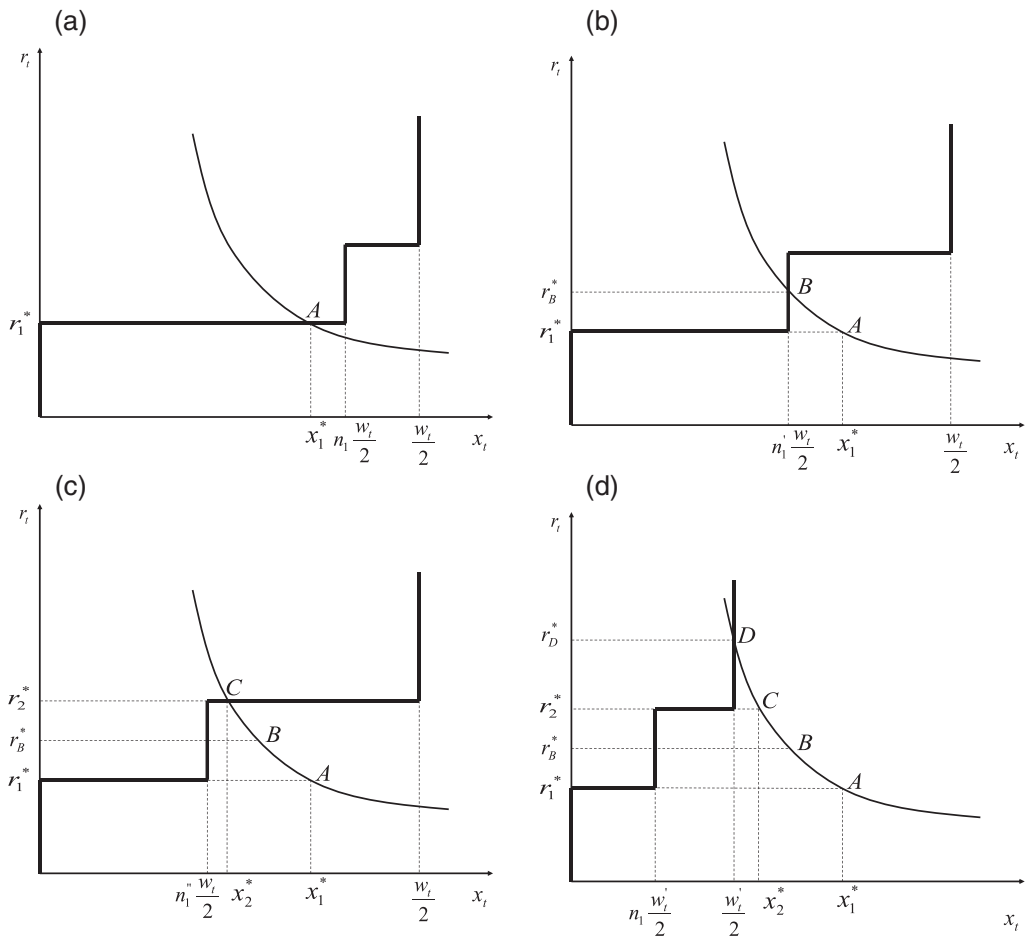 (a)
r_t
A
r_1^*
x_1^* n_1 w_t/2 w_t/2 x_t
(b)
r_t
B
r_B^*
A
r_1^*
n_1' w_t/2 x_1^* w_t/2 x_t
(c)
r_t
C
r_2^*
B
r_B^*
A
r_1^*
n_1'' w_t/2 x_2^* x_1^* w_t/2 x_t
(d)
r_t
D
r_D^*
C
r_2^*
B
r_B^*
A
r_1^*
n_1 w_t'/2 w_t'/2 x_2^* x_1^* x_t